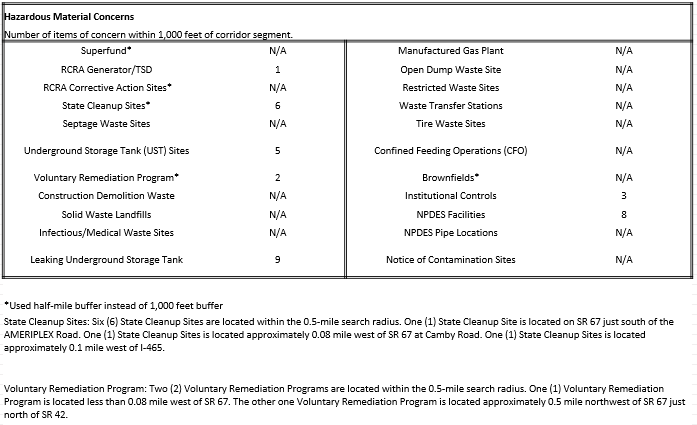 Hazardous Material Concerns
Number of items of concern within 1,000 feet of corridor segment.
Superfund* N/A Manufactured Gas Plant N/A
RCRA Generator/TSD 1 Open Dump Waste Site N/A
RCRA Corrective Action Sites* N/A Restricted Waste Sites N/A
State Cleanup Sites* 6 Waste Transfer Stations N/A
Septage Waste Sites N/A Tire Waste Sites N/A
Underground Storage Tank (UST) Sites 5 Confined Feeding Operations (CFO) N/A
Voluntary Remediation Program* 2 Brownfields* N/A
Construction Demolition Waste N/A Institutional Controls 3
Solid Waste Landfills N/A NPDES Facilities 8
Infectious/Medical Waste Sites N/A NPDES Pipe Locations N/A
Leaking Underground Storage Tank 9 Notice of Contamination Sites N/A
*Used half-mile buffer instead of 1,000 feet buffer
State Cleanup Sites: Six (6) State Cleanup Sites are located within the 0.5-mile search radius. One (1) State Cleanup Site is located on SR 67 just south of the
AMERIPLEX Road. One (1) State Cleanup Sites is located approximately 0.08 mile west of SR 67 at Camby Road. One (1) State Cleanup Sites is located
approximately 0.1 mile west of I-465.
Voluntary Remediation Program: Two (2) Voluntary Remediation Programs are located within the 0.5-mile search radius. One (1) Voluntary Remediation
Program is located less than 0.08 mile west of SR 67. The other one Voluntary Remediation Program is located approximately 0.5 mile northwest of SR 67 just
north of SR 42.